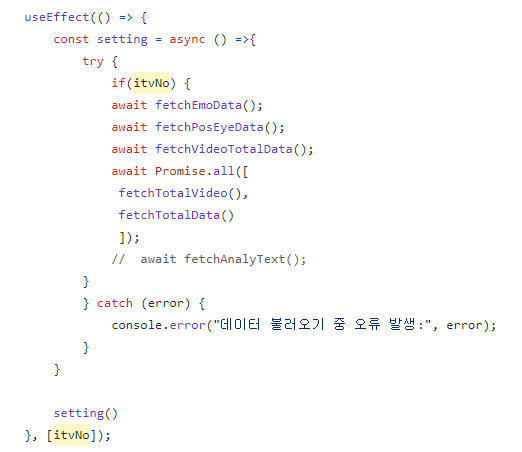 useEffect(() => {
const setting = async () =>{
try {
if(itvNo) {
await fetchEmoData();
await fetchPosEyeData();
await fetchVideoTotalData();
await Promise.all([
fetchTotalVideo(),
fetchTotalData()
]);
//  await fetchAnalyText();
}
} catch (error) {
console.error("데이터 불러오기 중 오류 발생:", error);
}
}
setting()
}, [itvNo]);